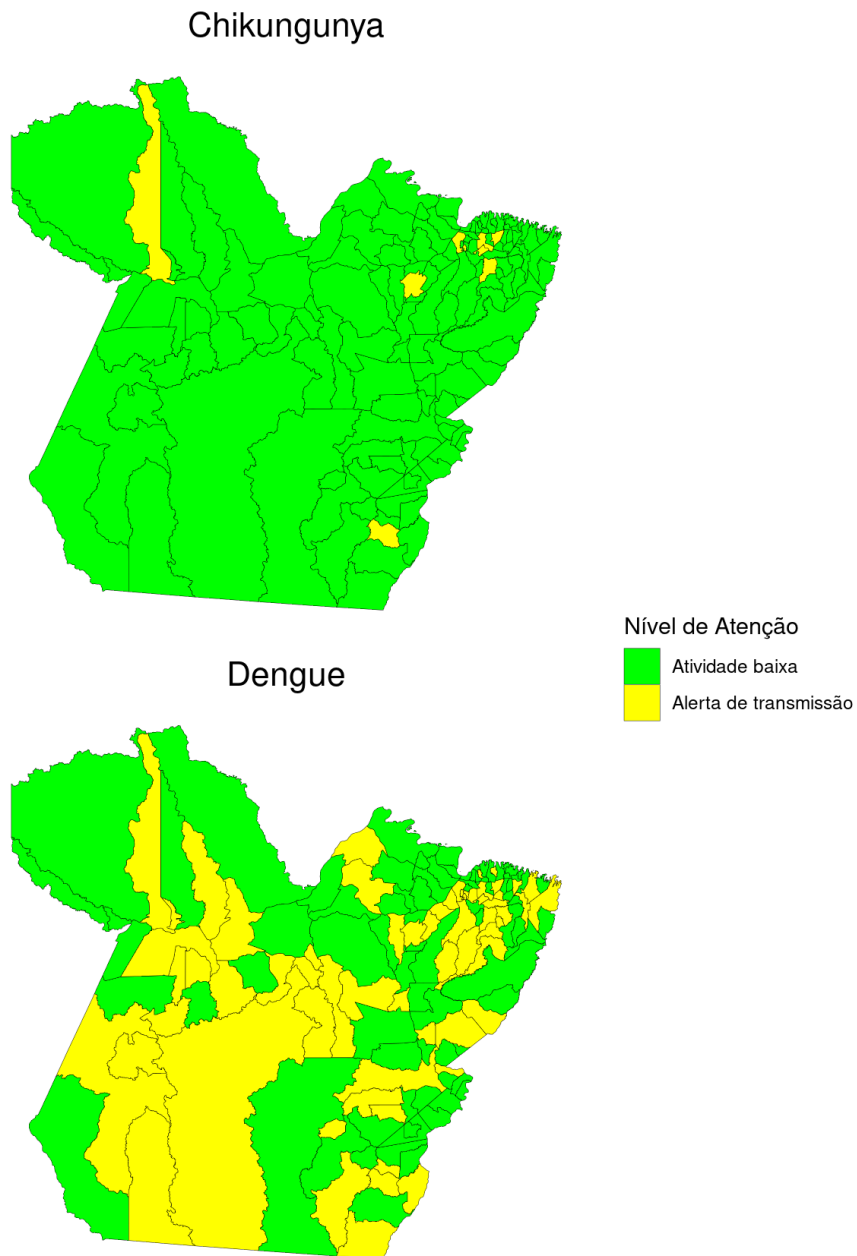 Chikungunya
Nível de Atenção
Atividade baixa
Alerta de transmissão
Dengue